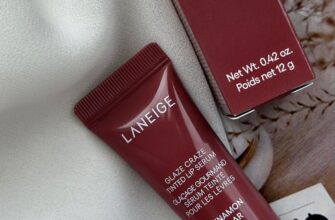 Net Wt. 0.42 oz.
Poids net 12 g
LANEIGE
GLAZE CRAZE
TINTED LIP SERUM
GLAÇAGE GOURMAND
SÉRUM TEINTÉ
POUR LES LÈVRES